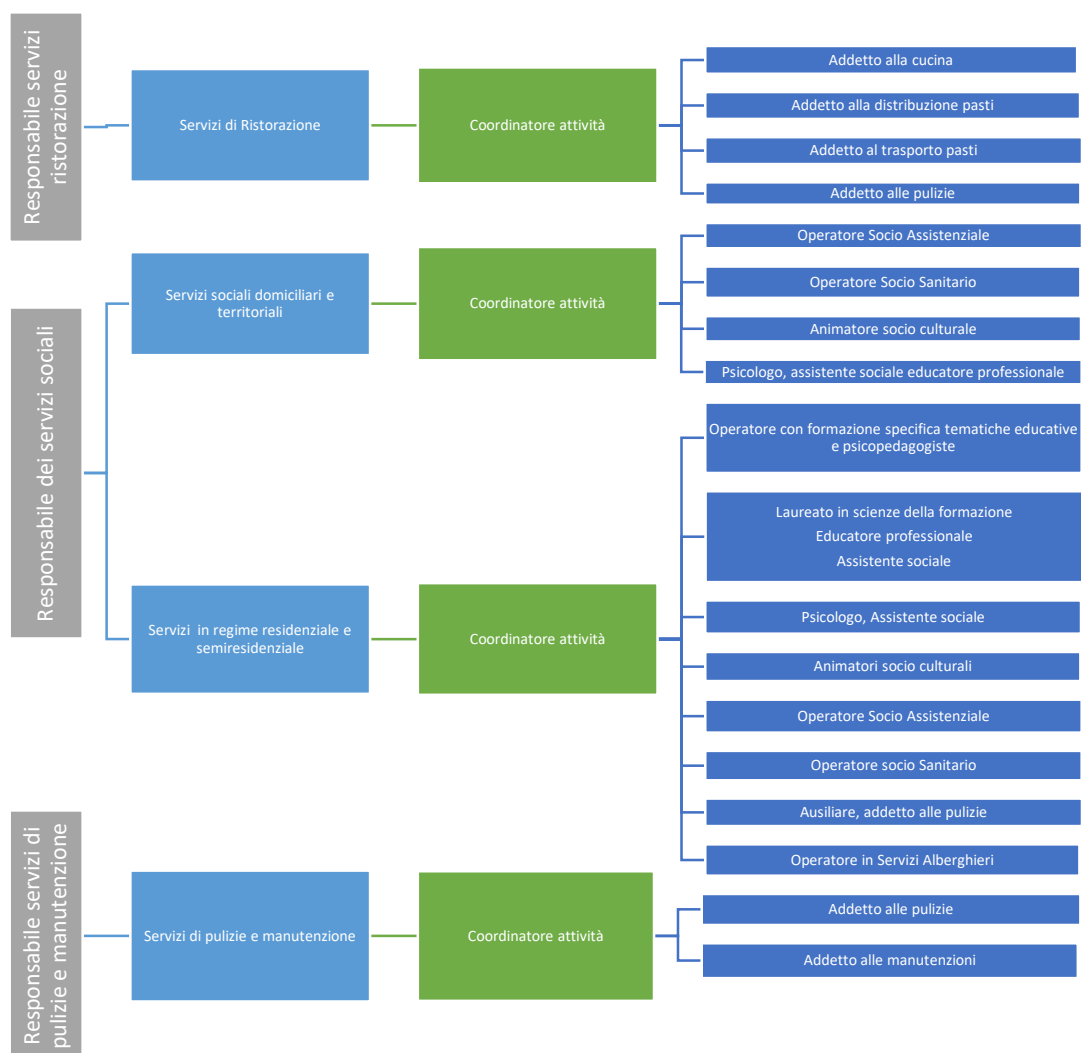 Responsabile servizi
ristorazione
Servizi di Ristorazione
Coordinatore attività
Addetto alla cucina
Addetto alla distribuzione pasti
Addetto al trasporto pasti
Addetto alle pulizie
Responsabile dei servizi sociali
Servizi sociali domiciliari e
territoriali
Coordinatore attività
Operatore Socio Assistenziale
Operatore Socio Sanitario
Animatore socio culturale
Psicologo, assistente sociale educatore professionale
Servizi in regime residenziale e
semiresidenziale
Coordinatore attività
Operatore con formazione specifica tematiche educative
e psicopedagogiste
Laureato in scienze della formazione
Educatore professionale
Assistente sociale
Psicologo, Assistente sociale
Animatori socio culturali
Operatore Socio Assistenziale
Operatore socio Sanitario
Ausiliare, addetto alle pulizie
Operatore in Servizi Alberghieri
Responsabile servizi di
pulizie e manutenzione
Servizi di pulizie e manutenzione
Coordinatore attività
Addetto alle pulizie
Addetto alle manutenzioni